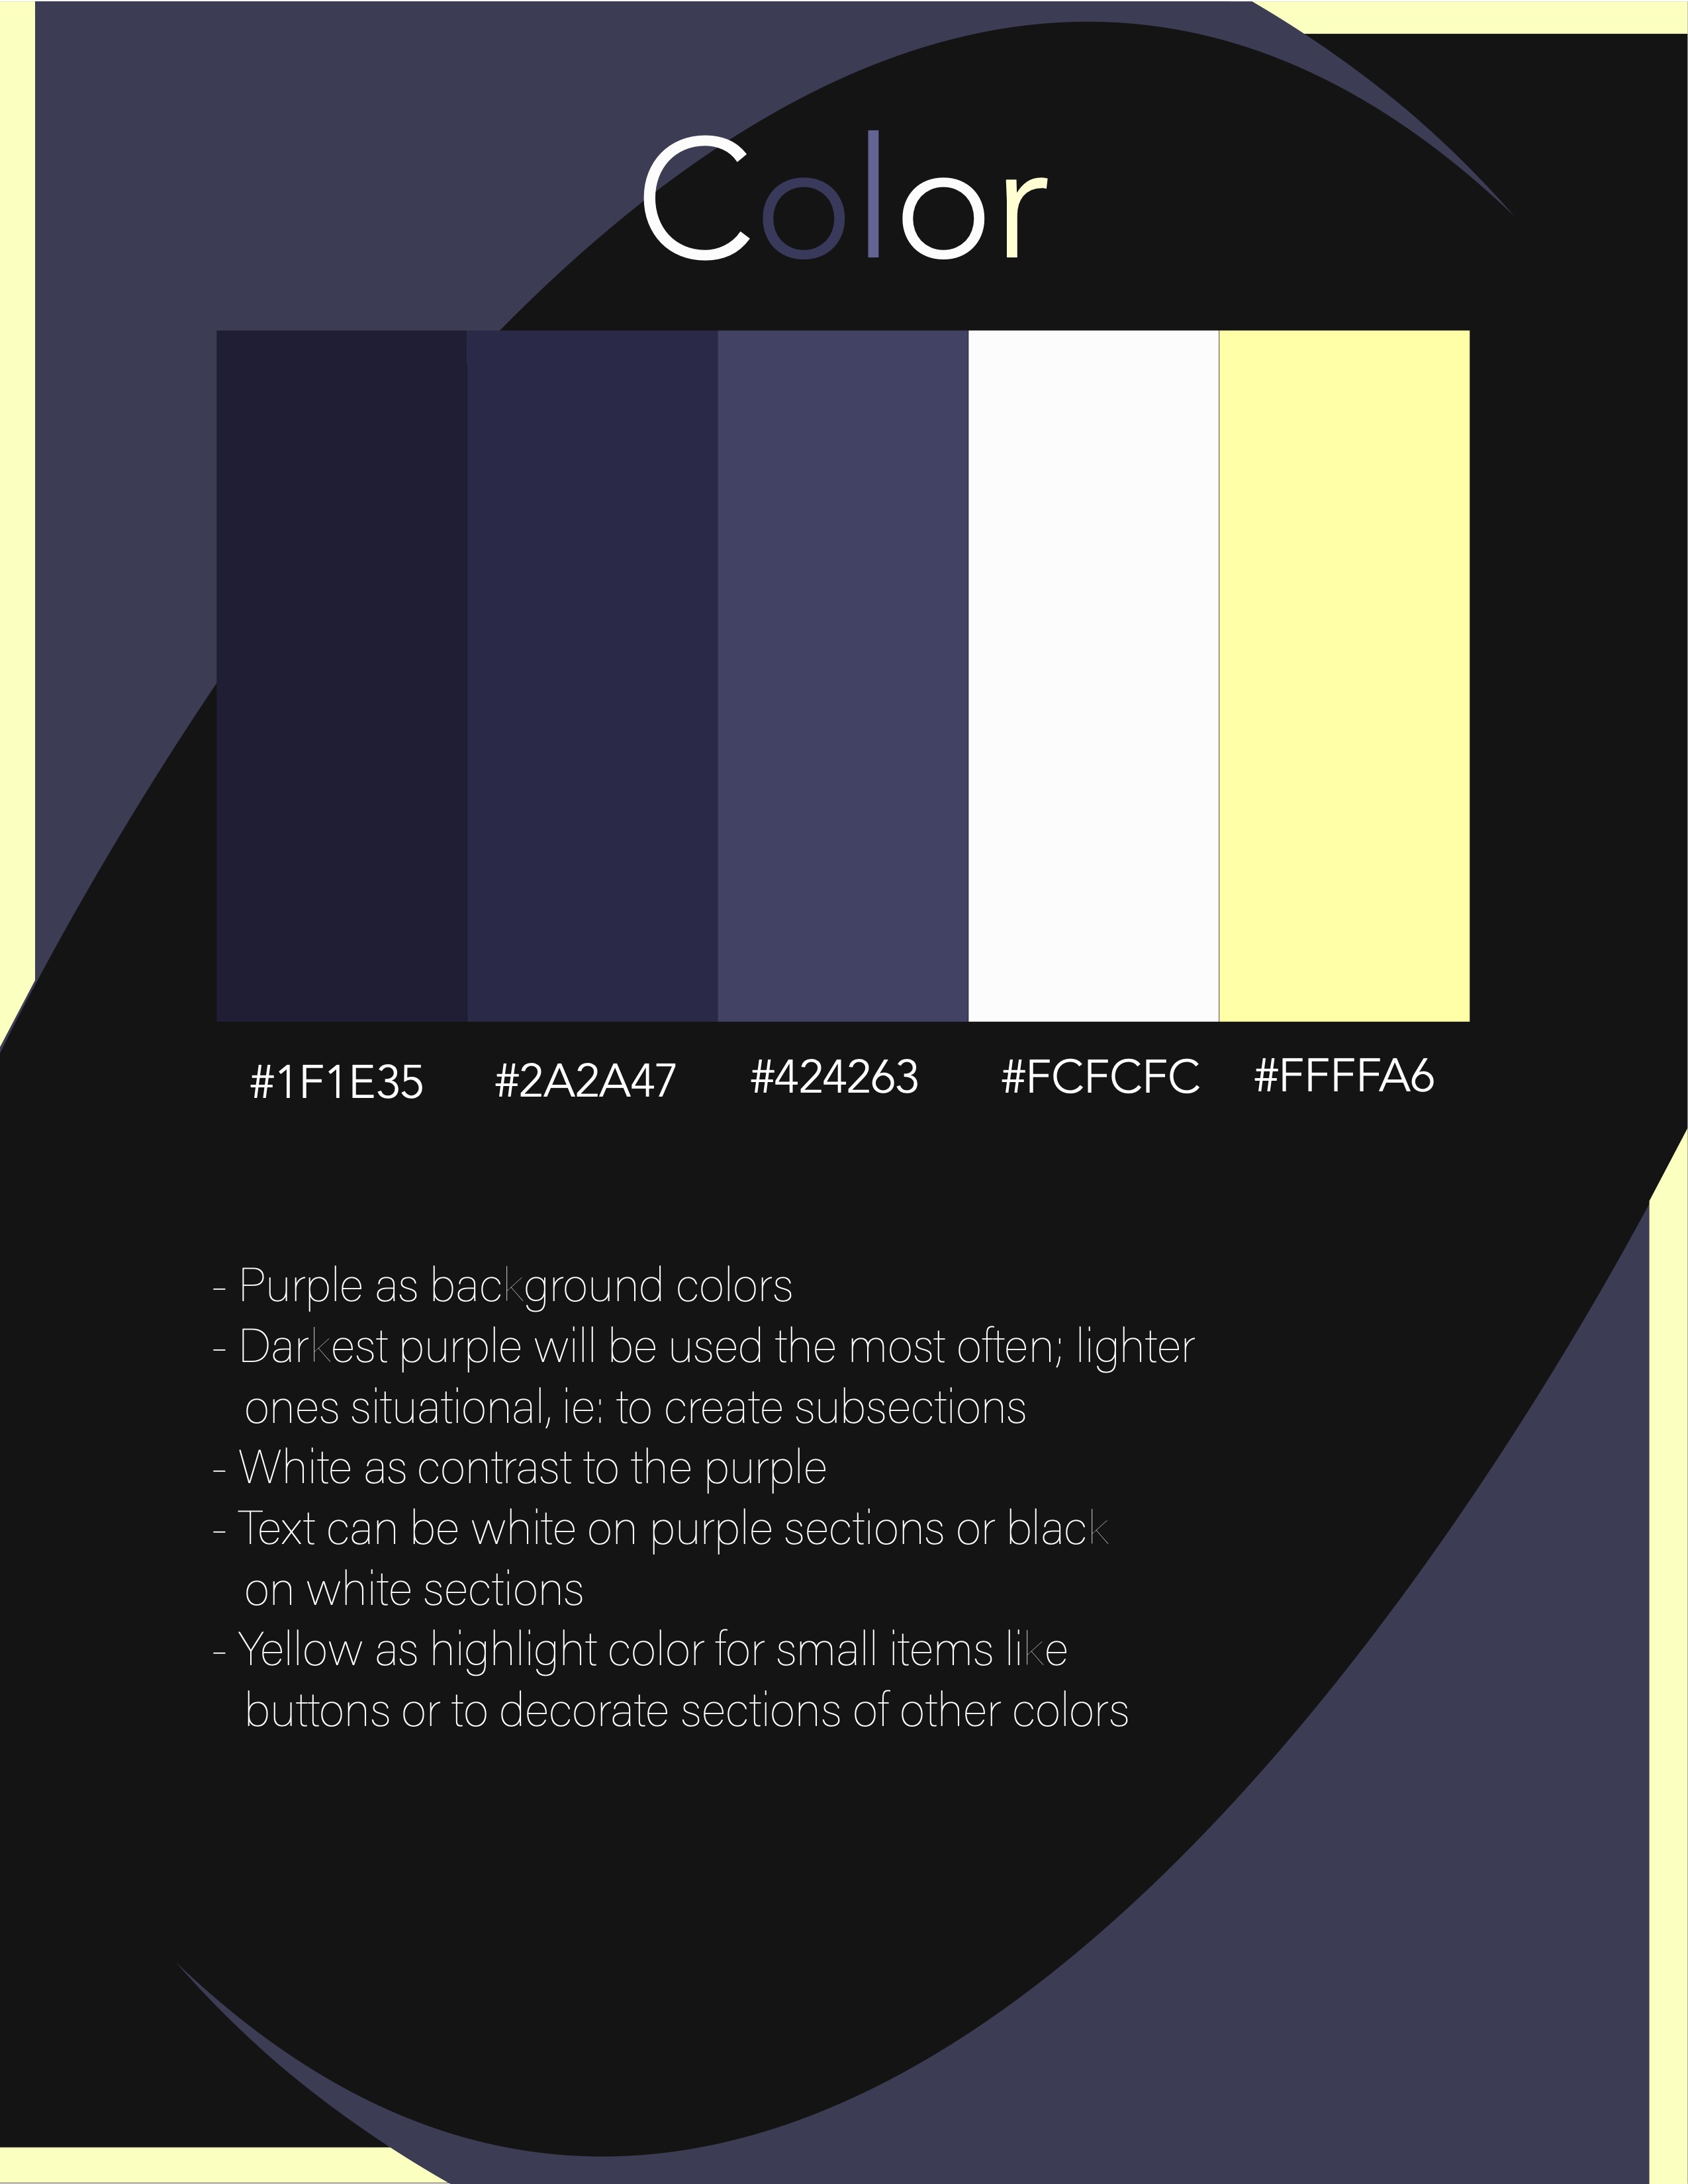 Color
#1F1E35 #2A2A47 #424263 #FCFCFC #FFFFA6
- Purple as background colors
- Darkest purple will be used the most often; lighter
ones situational, ie: to create subsections
- White as contrast to the purple
- Text can be white on purple sections or black
on white sections
- Yellow as highlight color for small items like
buttons or to decorate sections of other colors